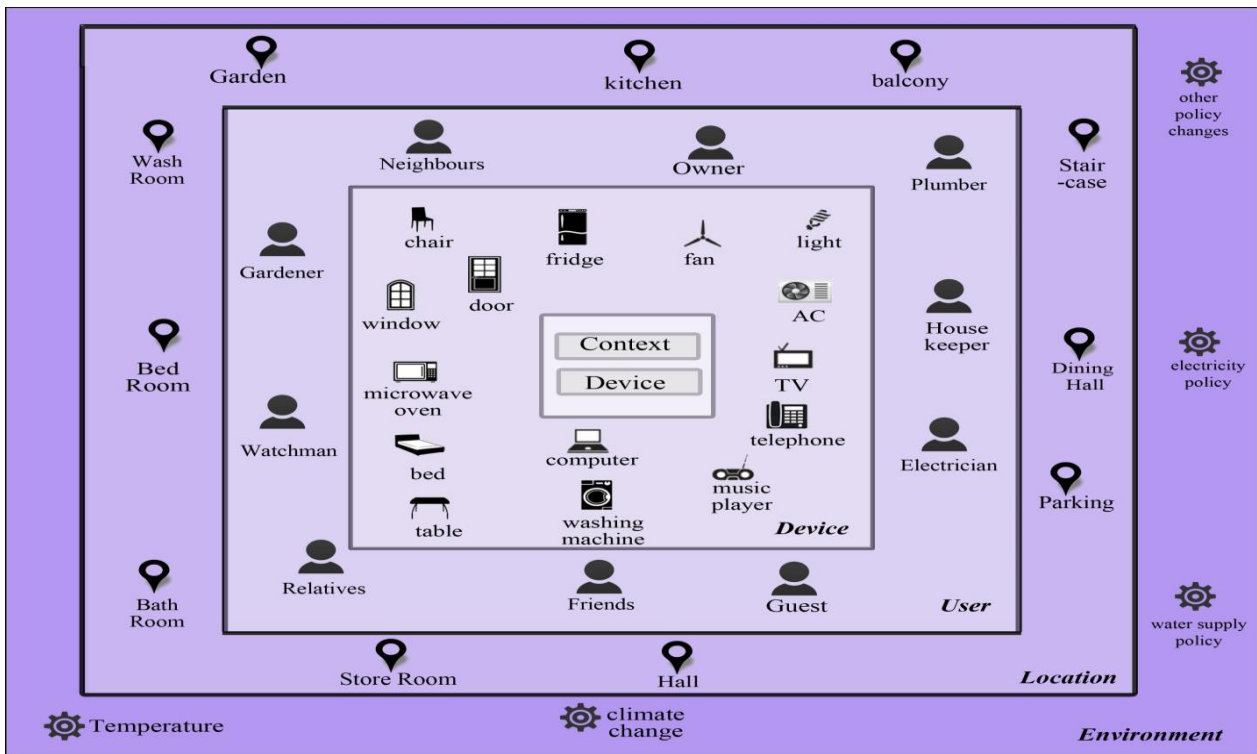 Garden
kitchen
balcony
other
policy
changes
Wash
Room
Neighbours
Owner
Plumber
Stair
-case
chair
fridge
fan
light
Gardener
door
window
AC
House
keeper
Context
Device
Bed
Room
Dining
Hall
electricity
policy
microwave
oven
TV
telephone
Watchman
bed
computer
Electrician
music
player
Parking
table
washing
machine
Device
Relatives
Friends
Guest
User
Bath
Room
water supply
policy
Store Room
Hall
Location
Temperature
climate
change
Environment